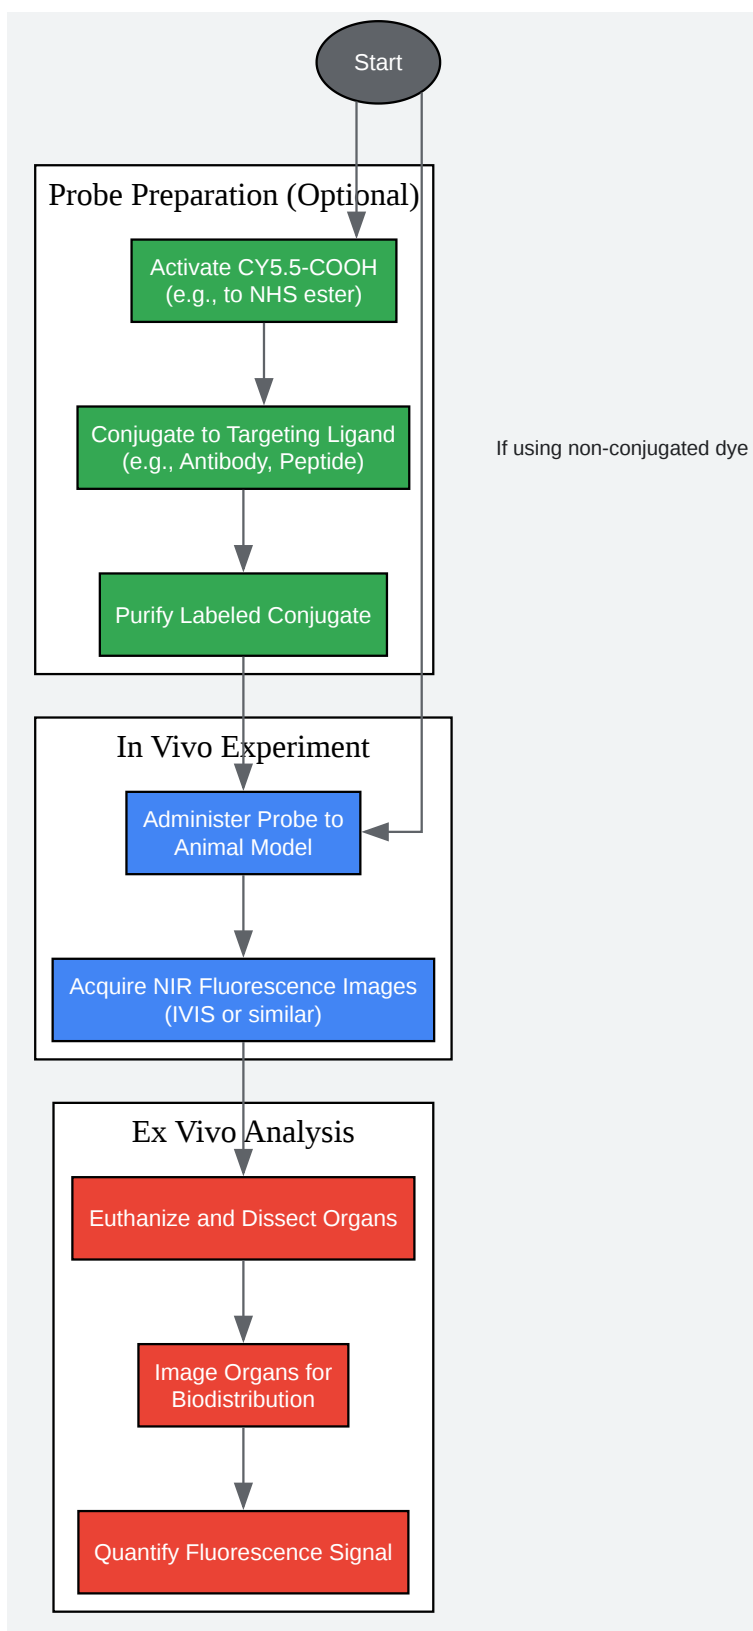 Start
Probe Preparation (Optional)
Activate CY5.5-COOH
(e.g., to NHS ester)
Conjugate to Targeting Ligand
(e.g., Antibody, Peptide)
If using non-conjugated dye
Purify Labeled Conjugate
In Vivo Experiment
Administer Probe to
Animal Model
Acquire NIR Fluorescence Images
(IVIS or similar)
Ex Vivo Analysis
Euthanize and Dissect Organs
Image Organs for
Biodistribution
Quantify Fluorescence Signal